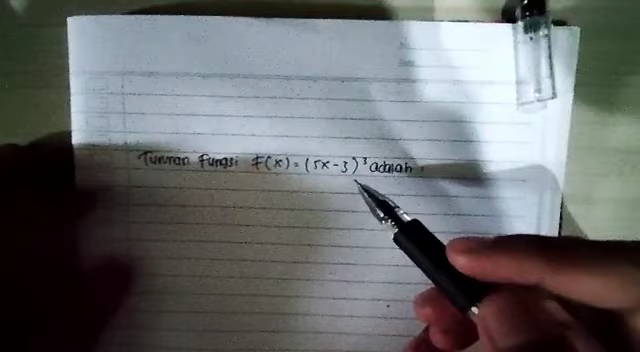 Turunan fungsi F(x) = (5x-3)³ adalah :